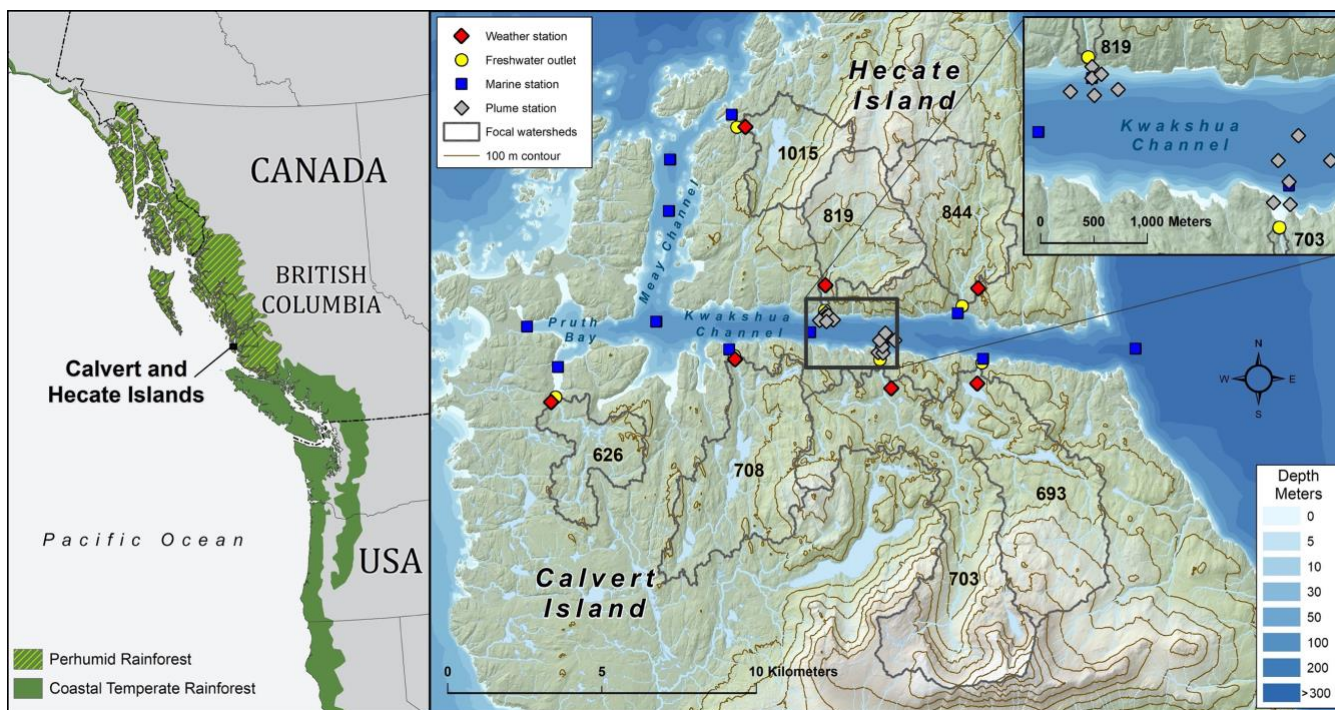 CANADA
BRITISH
COLUMBIA
Calvert and
Hecate Islands
Pacific Ocean
USA
Perhumid Rainforest
Coastal Temperate Rainforest
Weather station
Freshwater outlet
Marine station
Plume station
Focal watersheds
100 m contour
Hecate
Island
1015
819
844
Meay Channel
Pruth
Bay
Kwakshua
Channel
626
708
693
703
Calvert
Island
0 5 10 Kilometers
819
Kwakshua
Channel
0 500 1,000 Meters
703
N
W E
S
Depth
Meters
0
5
10
30
50
100
200
>300